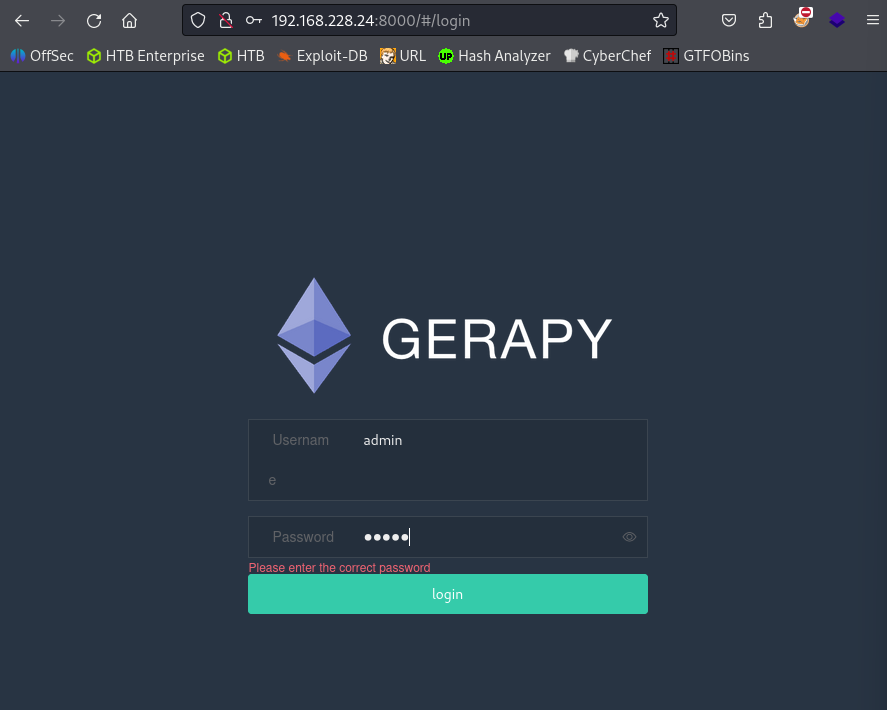 192.168.228.24:8000/#/login
OffSec HTB Enterprise HTB Exploit-DB URL UP Hash Analyzer CyberChef GTFOBins
GERAPY
Usernam admin
e
Password •••••
Please enter the correct password
login